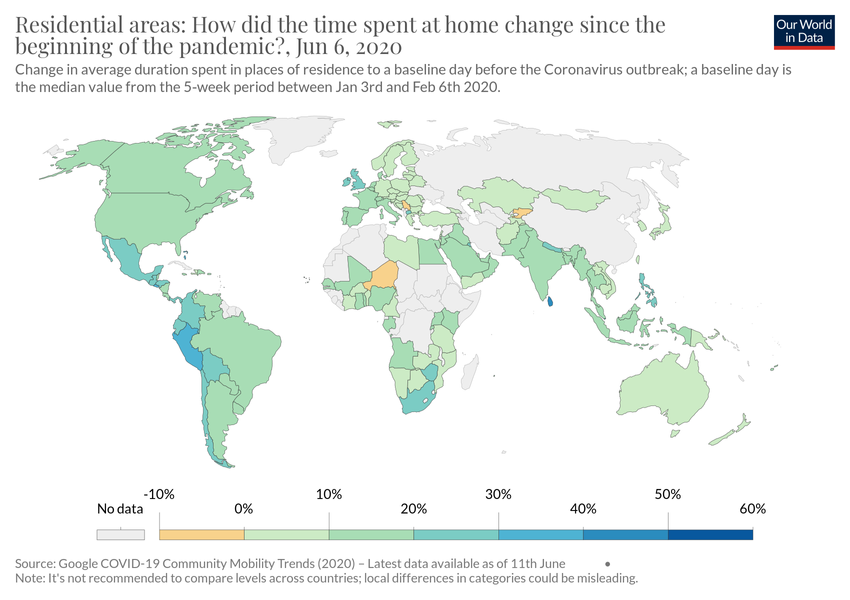 Residential areas: How did the time spent at home change since the
beginning of the pandemic?, Jun 6, 2020
Our World
in Data
Change in average duration spent in places of residence to a baseline day before the Coronavirus outbreak; a baseline day is
the median value from the 5-week period between Jan 3rd and Feb 6th 2020.
No data
-10%
0%
10%
20%
30%
40%
50%
60%
Source: Google COVID-19 Community Mobility Trends (2020) – Latest data available as of 11th June •
Note: It's not recommended to compare levels across countries; local differences in categories could be misleading.